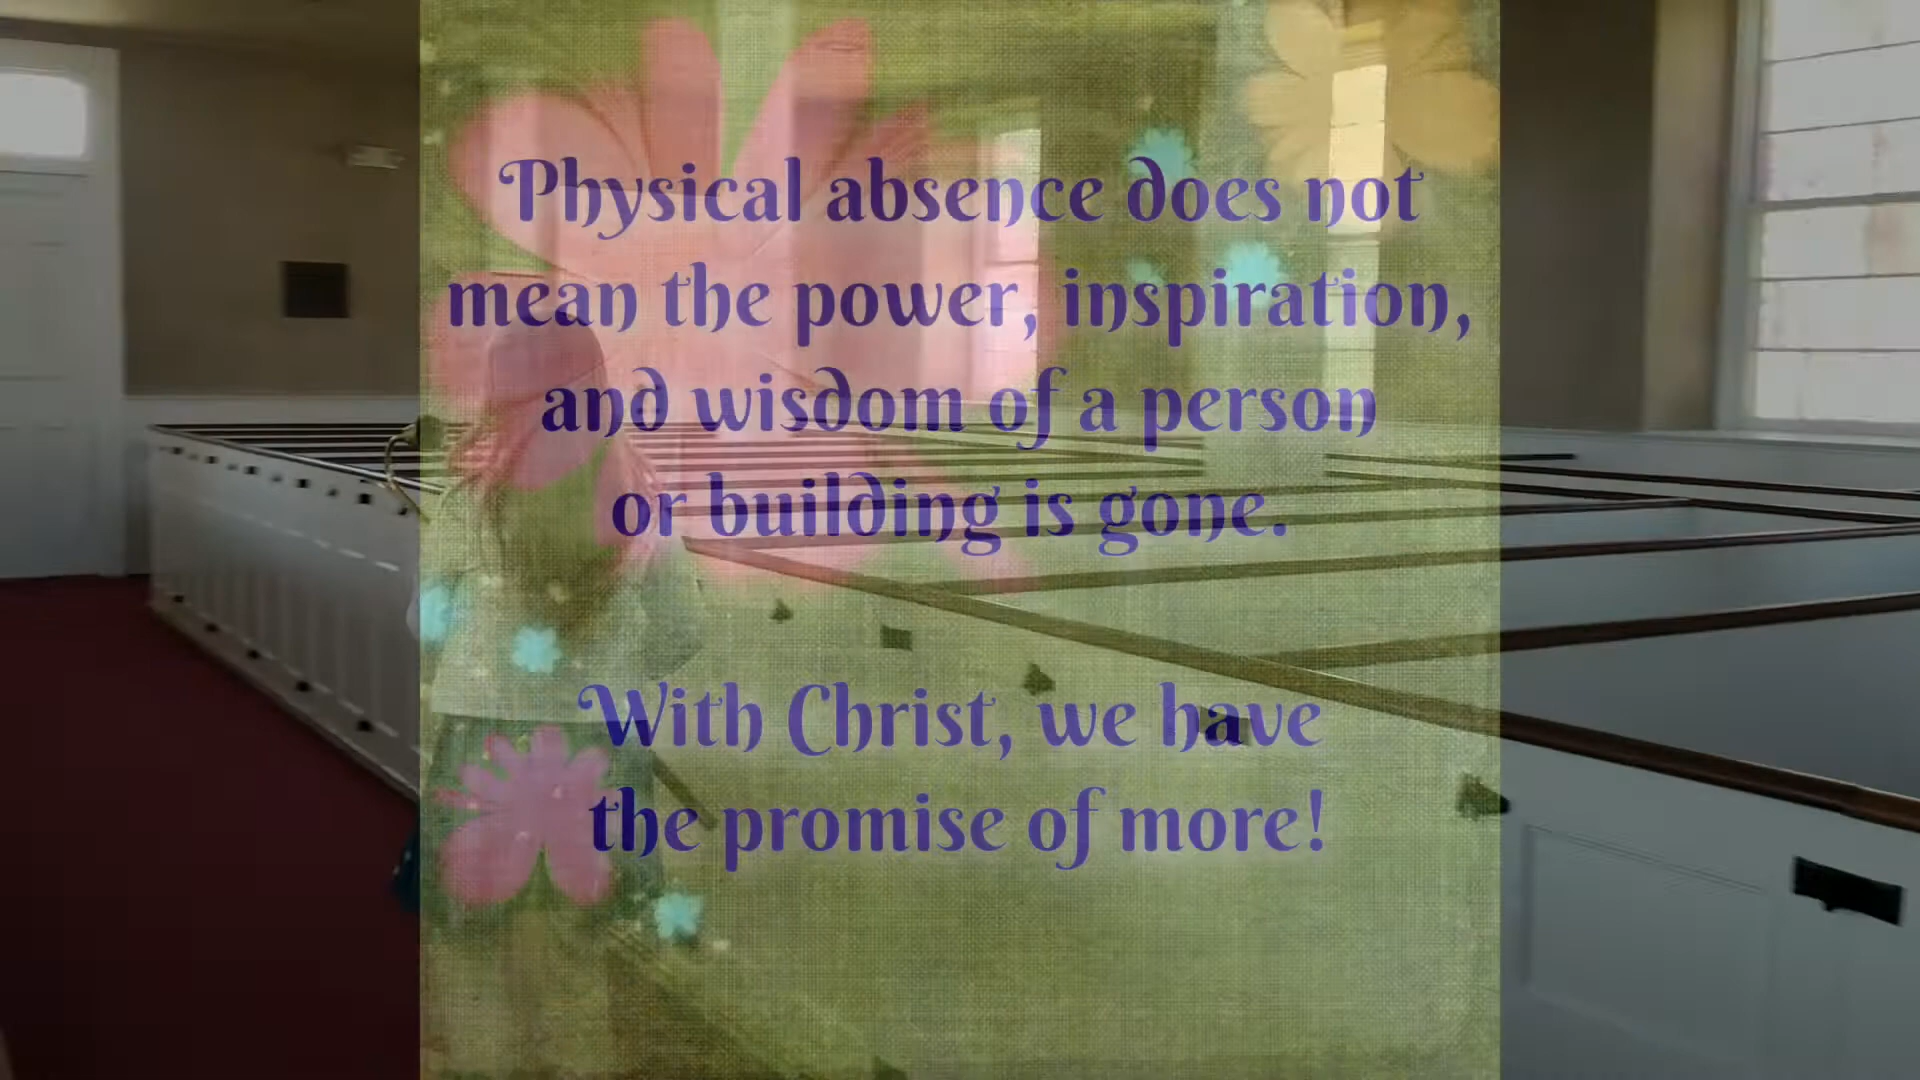 Physical absence does not
mean the power, inspiration,
and wisdom of a person
or building is gone.
With Christ, we have
the promise of more!